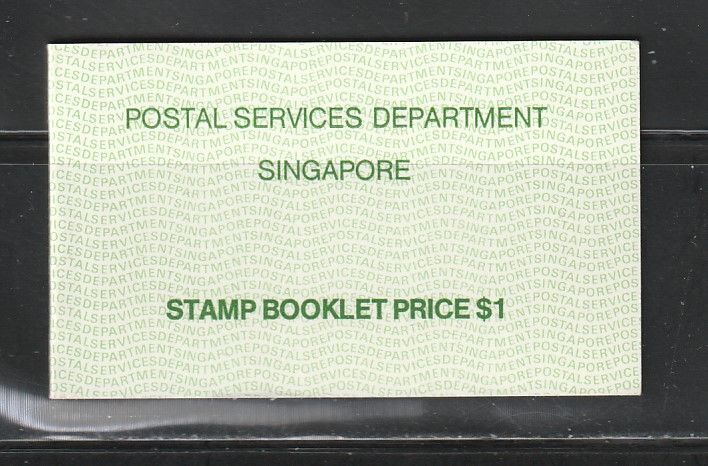 POSTAL SERVICES DEPARTMENT
SINGAPORE
STAMP BOOKLET PRICE $1